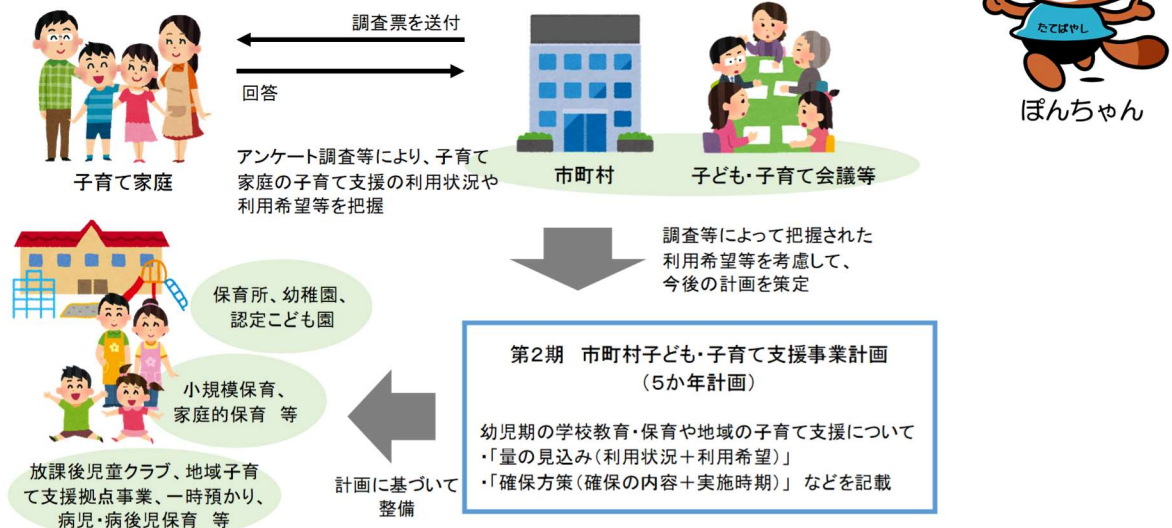 調査票を送付
回答
たてばやし
ぽんちゃん
子育て家庭
アンケート調査等により、子育て
家庭の子育て支援の利用状況や
利用希望等を把握
市町村
子ども・子育て会議等
調査等によって把握された
利用希望等を考慮して、
今後の計画を策定
第2期 市町村子ども・子育て支援事業計画
(5か年計画)
幼児期の学校教育・保育や地域の子育て支援について
・「量の見込み(利用状況+利用希望)」
・「確保方策(確保の内容+実施時期)」 などを記載
計画に基づいて
整備
保育所、幼稚園、
認定こども園
小規模保育、
家庭的保育 等
放課後児童クラブ、地域子育
て支援拠点事業、一時預かり、
病児・病後児保育 等